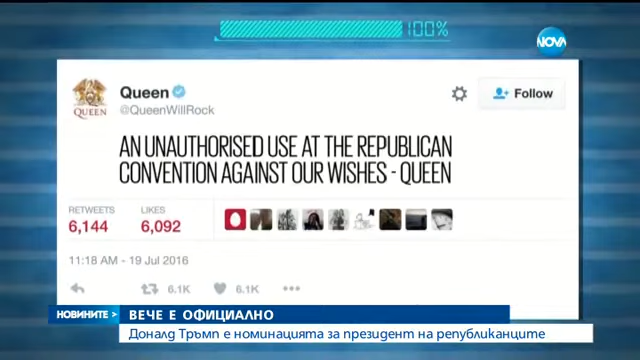 100%
NOVA
QUEEN
Queen
@QueenWillRock
Follow
AN UNAUTHORISED USE AT THE REPUBLICAN
CONVENTION AGAINST OUR WISHES - QUEEN
RETWEETS
LIKES
6,144
6,092
11:18 AM - 19 Jul 2016
6.1K
6.1K
НОВИНИТЕ
ВЕЧЕ Е ОФИЦИАЛНО
Доналд Тръмп е номинацията за президент на републиканците